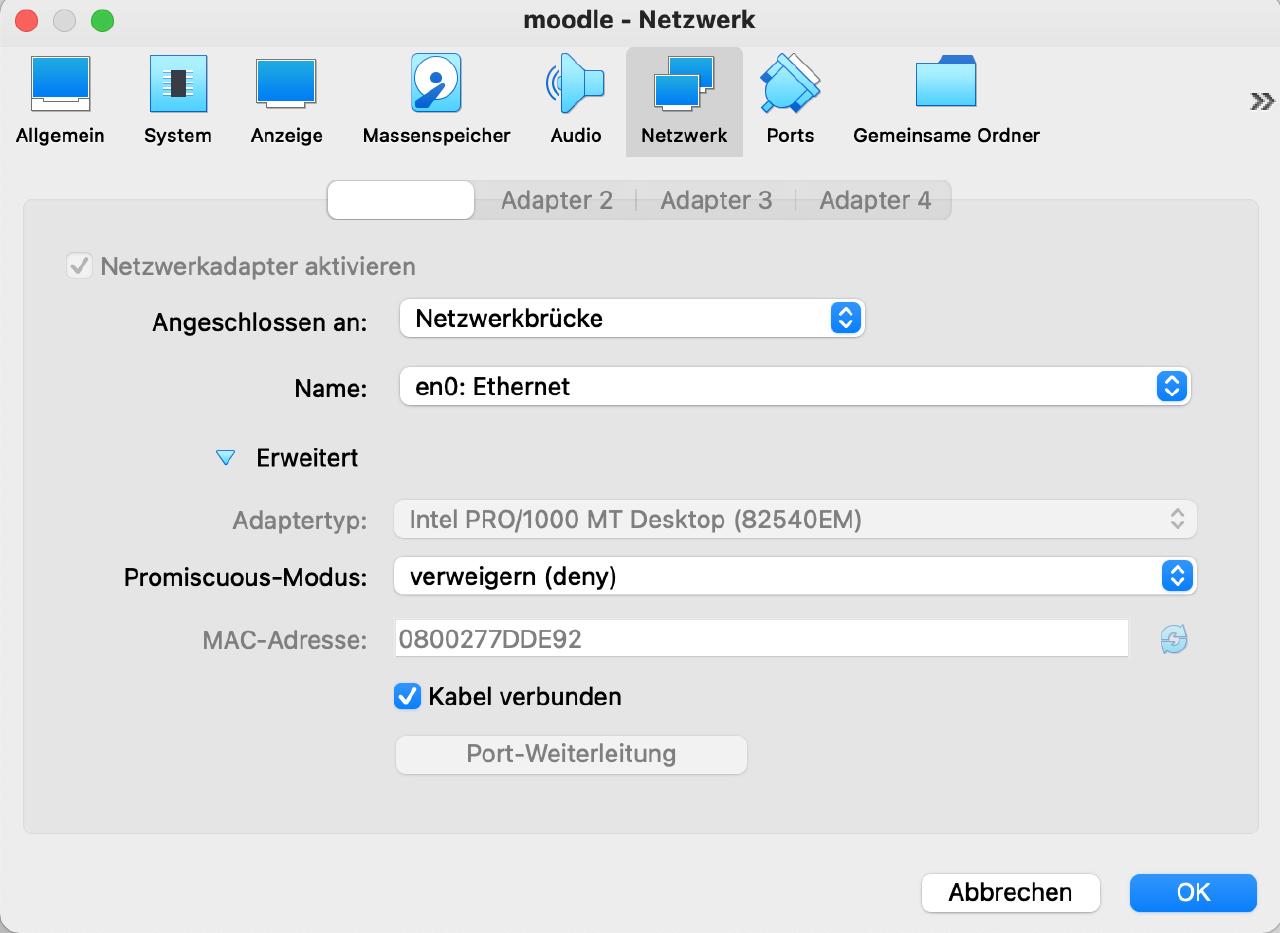 moodle - Netzwerk
Allgemein System Anzeige Massenspeicher Audio Netzwerk Ports Gemeinsame Ordner
Adapter 2 Adapter 3 Adapter 4
Netzwerkadapter aktivieren
Angeschlossen an: Netzwerkbrücke
Name: en0: Ethernet
Erweitert
Adaptertyp: Intel PRO/1000 MT Desktop (82540EM)
Promiscuous-Modus: verweigern (deny)
MAC-Adresse: 0800277DDE92
Kabel verbunden
Port-Weiterleitung
Abbrechen OK